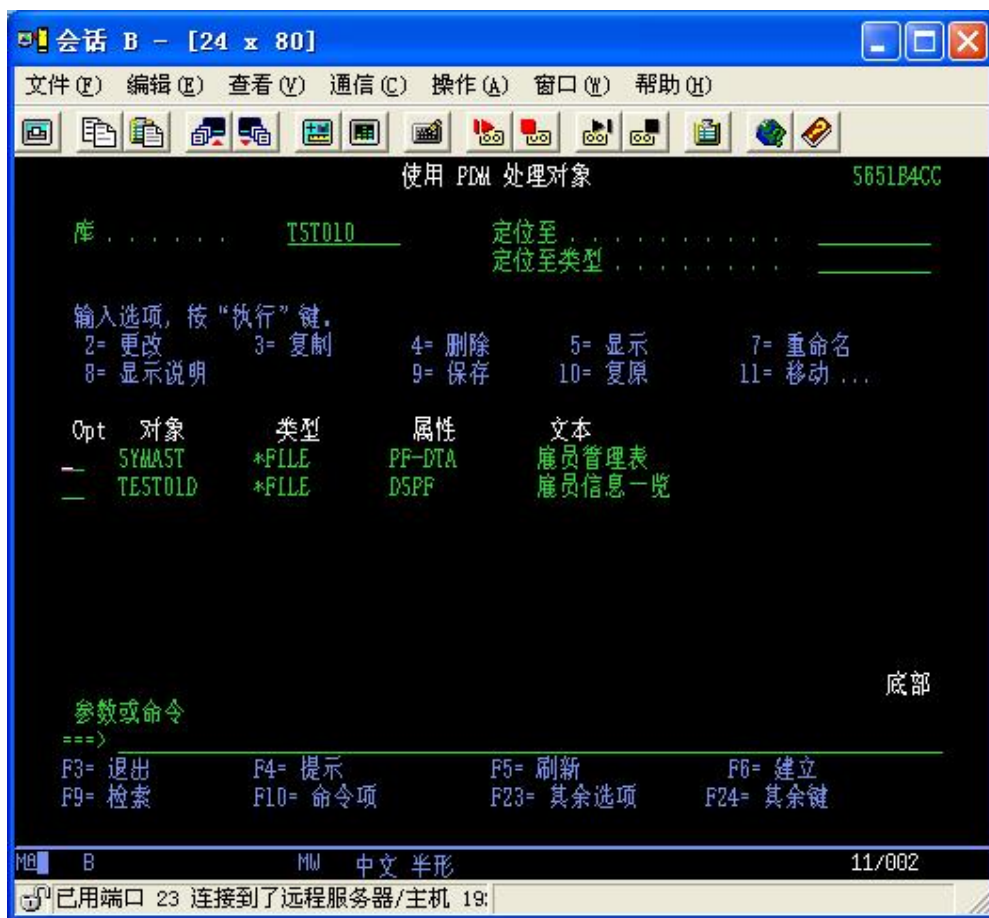 会话 B - [24 x 80]
文件(F) 编辑(E) 查看(V) 通信(C) 操作(A) 窗口(W) 帮助(H)
使用 PDM 处理对象 5651B4CC
库 . . . . . . TST010 定位至 . . . . . . . . . .
定位至类型 . . . . . . . .
输入选项, 按“执行”键.
2= 更改 3= 复制 4= 删除 5= 显示 7= 重命名
8= 显示说明 9= 保存 10= 复原 11= 移动 ...
Opt 对象 类型 属性 文本
SYMAST *FILE PF-DTA 雇员管理表
TEST01D *FILE DSPF 雇员信息一览
底部
参数或命令
===>
F3= 退出 F4= 提示 F5= 刷新 F6= 建立
F9= 检索 F10= 命令项 F23= 其余选项 F24= 其余键
MA B MW 中文 半形 11/002
已用端口 23 连接到了远程服务器/主机 19: